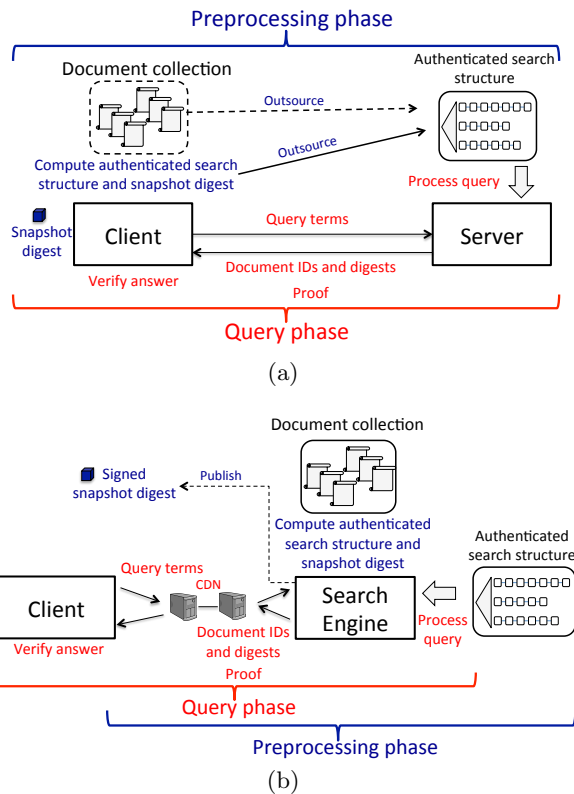 Preprocessing phase
Document collection
Authenticated search
structure
Outsource
Outsource
Compute authenticated search
structure and snapshot digest
Process query
Snapshot
digest
Client
Query terms
Server
Document IDs and digests
Verify answer
Proof
Query phase
(a)
Document collection
Signed
snapshot digest
Publish
Compute authenticated
search structure and
snapshot digest
Authenticated
search structure
Query terms
CDN
Client
Search
Engine
Process
query
Document IDs
and digests
Verify answer
Proof
Query phase
Preprocessing phase
(b)